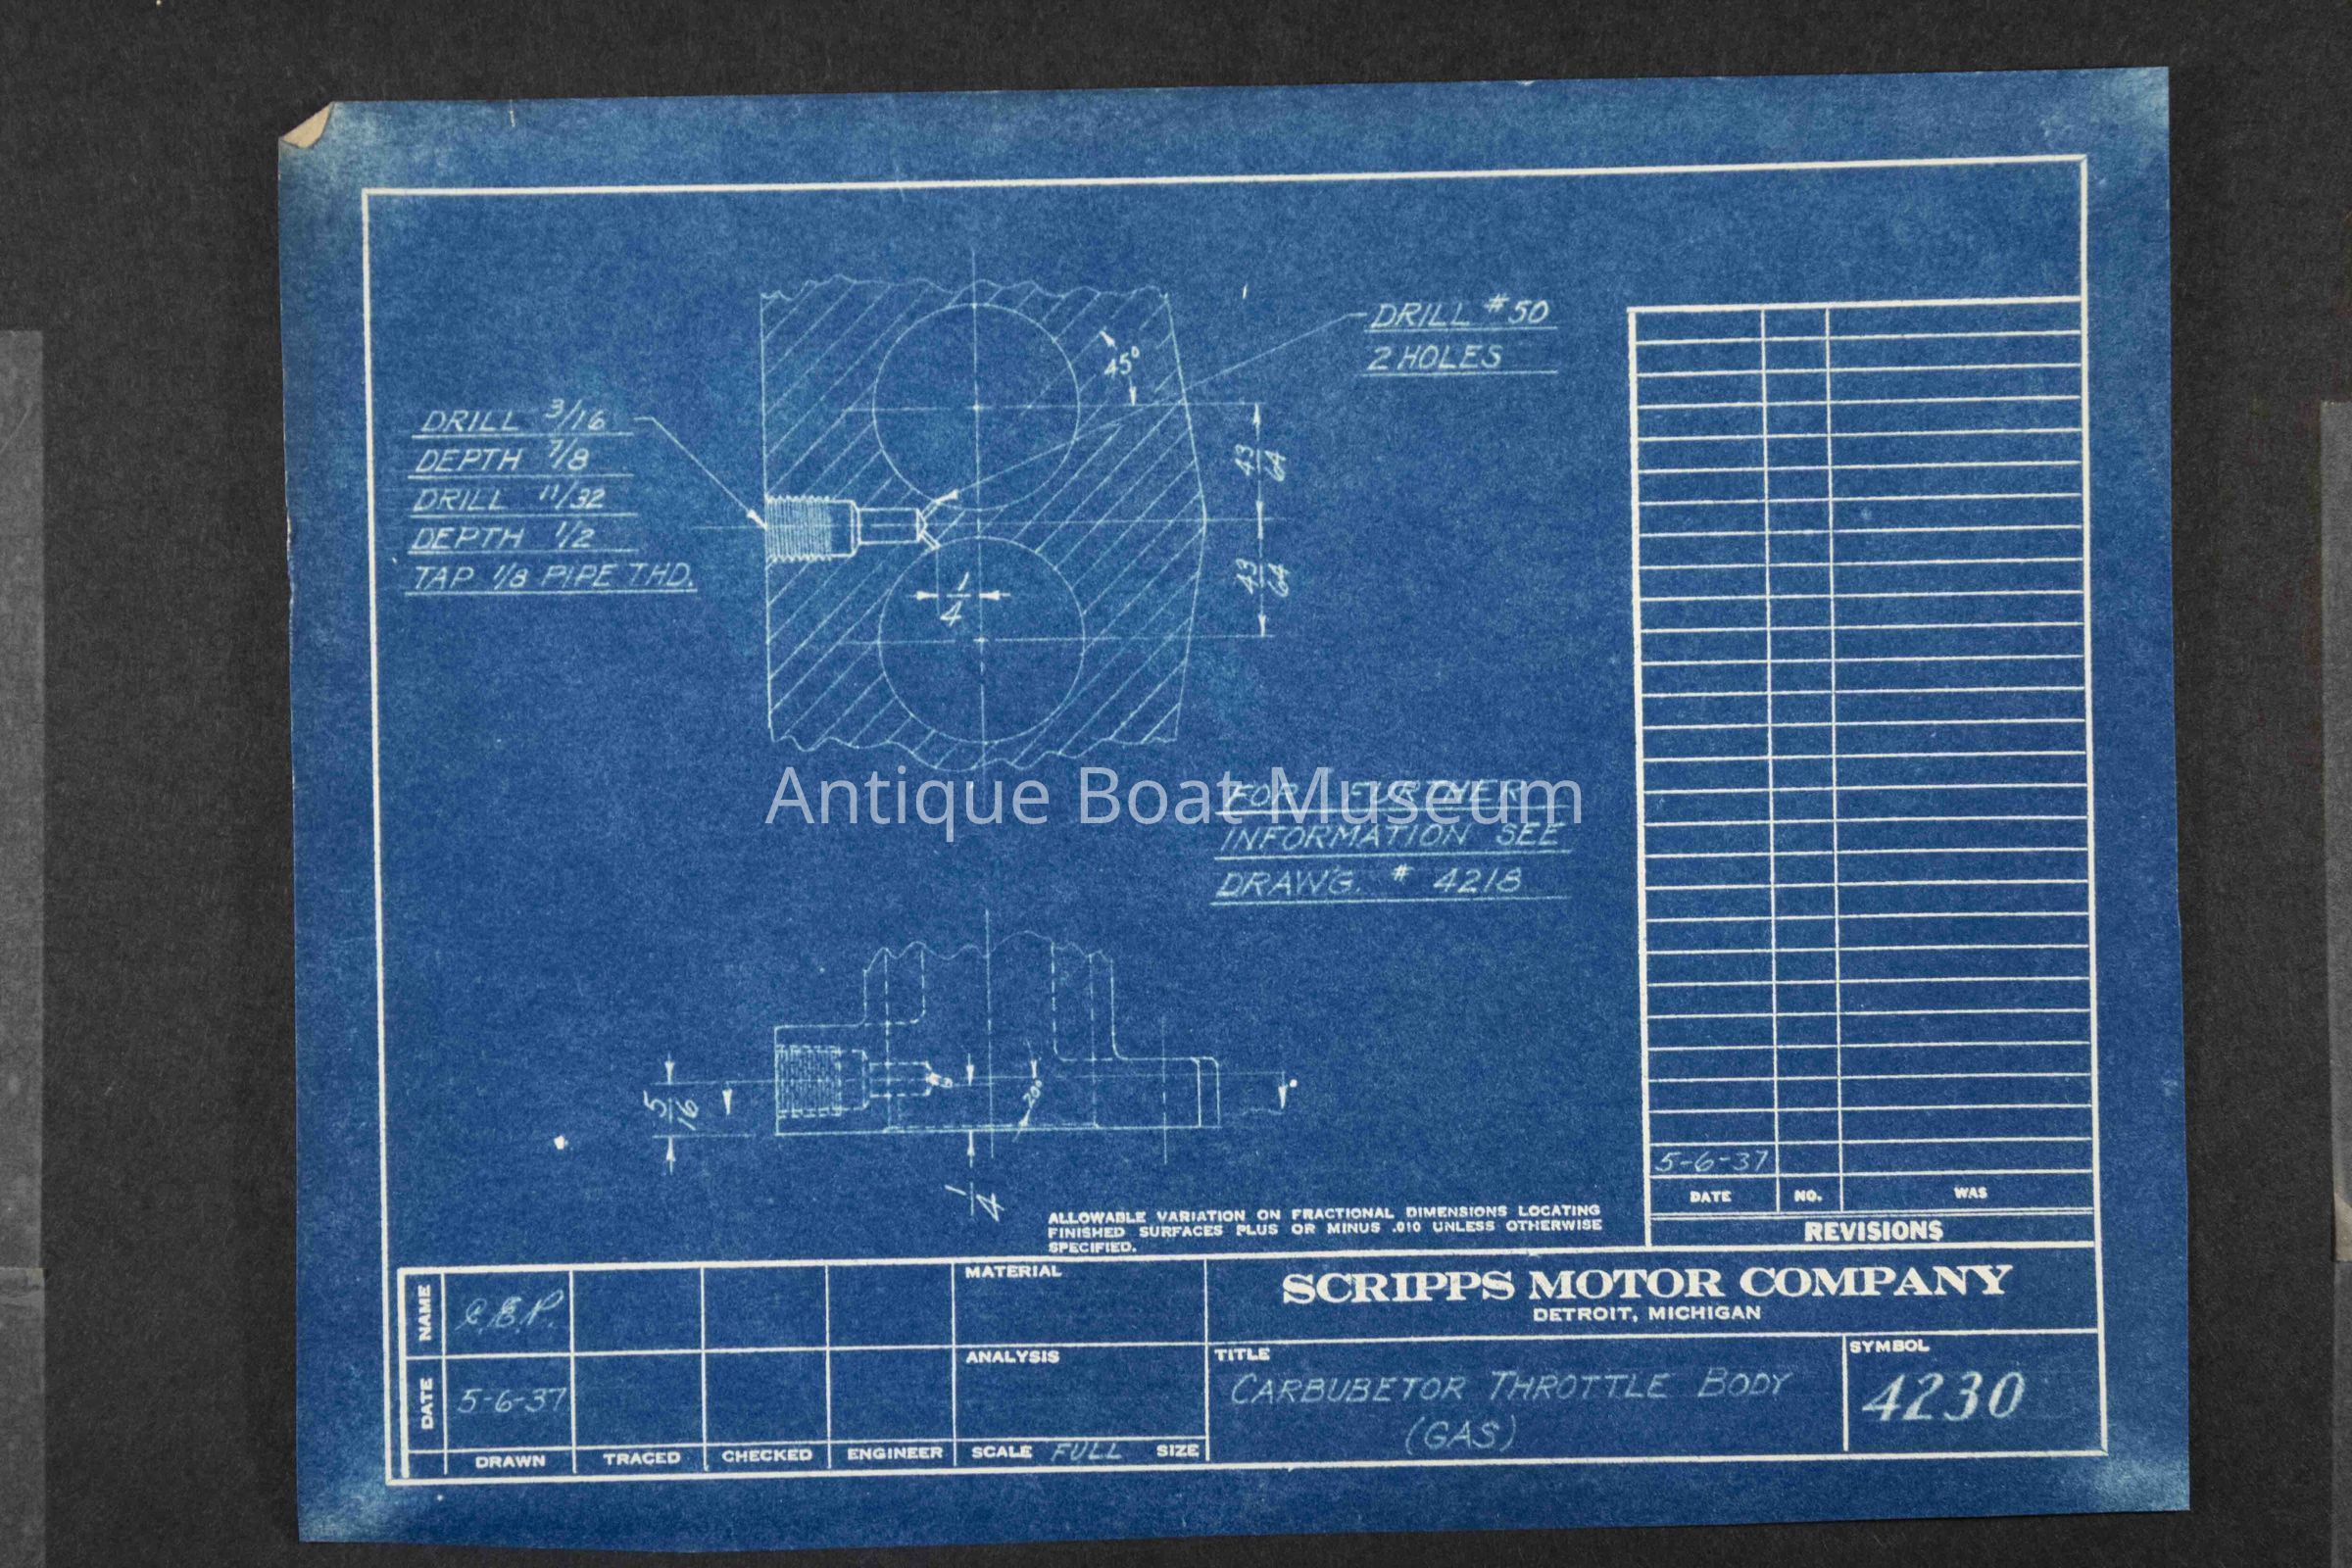 DRILL #50
2 HOLES
45°
DRILL 3/16
DEPTH 7/8
DRILL 11/32
DEPTH 1/2
TAP 1/8 PIPE THD.
43/64
43/64
1/4
Antique Boat Museum
FOR FURTHER
INFORMATION SEE
DRAW'G. # 4218
5/16
20°
1/4
5-6-37
DATE NO. WAS
REVISIONS
ALLOWABLE VARIATION ON FRACTIONAL DIMENSIONS LOCATING
FINISHED SURFACES PLUS OR MINUS .010 UNLESS OTHERWISE
SPECIFIED.
NAME C.E.P.
DATE 5-6-37
DRAWN TRACED CHECKED ENGINEER
MATERIAL
ANALYSIS
SCALE FULL SIZE
SCRIPPS MOTOR COMPANY
DETROIT, MICHIGAN
TITLE
CARBUBETOR THROTTLE BODY
(GAS)
SYMBOL
4230